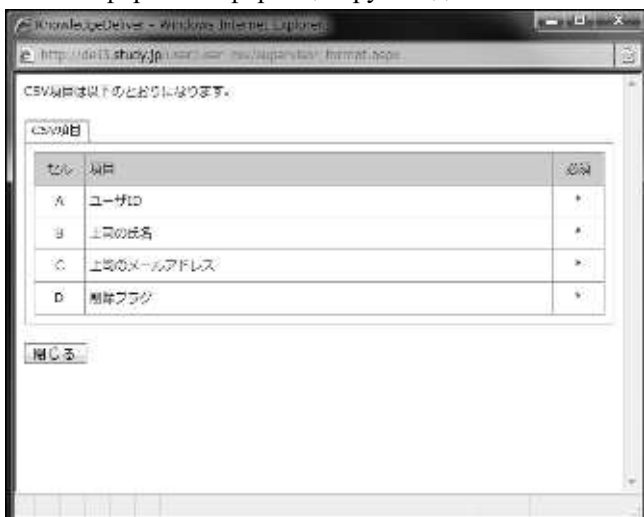 KnowledgeDeliver - Windows Internet Explorer
CSV項目は以下のとおりになります。
CSV項目
セル 項目 必須
A ユーザID *
B 上司の氏名 *
C 上司のメールアドレス *
D 削除フラグ *
閉じる